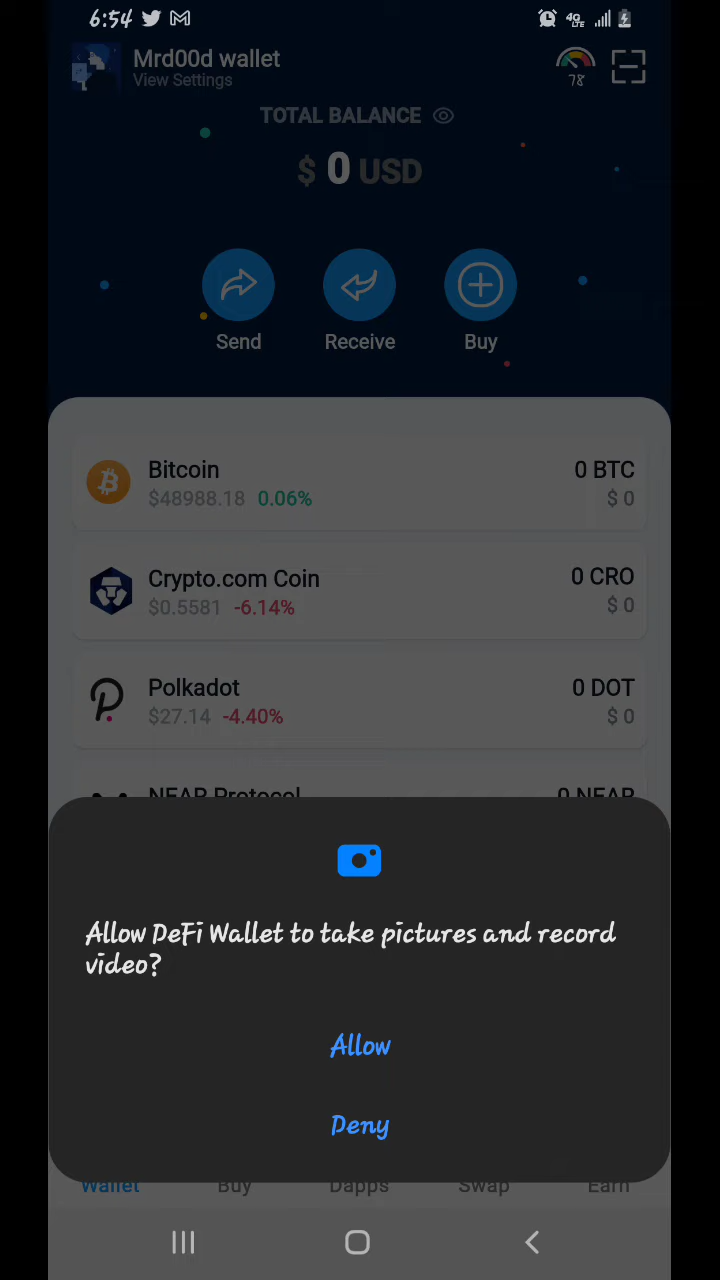 6:54
4G
LTE
Mrd00d wallet
View Settings
78
TOTAL BALANCE
$ 0 USD
Send Receive Buy
Bitcoin 0 BTC
$48988.18 0.06% $ 0
Crypto.com Coin 0 CRO
$0.5581 -6.14% $ 0
Polkadot 0 DOT
$27.14 -4.40% $ 0
NEAR Protocol 0 NEAR
Allow DeFi Wallet to take pictures and record
video?
Allow
Deny
Wallet Buy Dapps Swap Earn